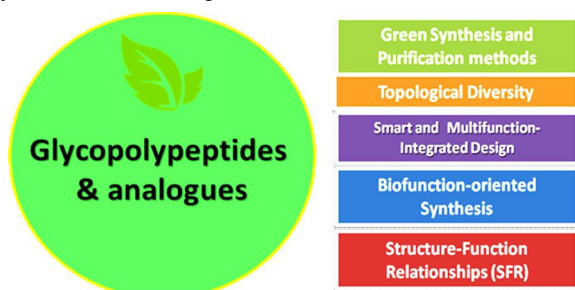 Glycopolypeptides
& analogues
Green Synthesis and
Purification methods
Topological Diversity
Smart and Multifunction-
Integrated Design
Biofunction-oriented
Synthesis
Structure-Function
Relationships (SFR)